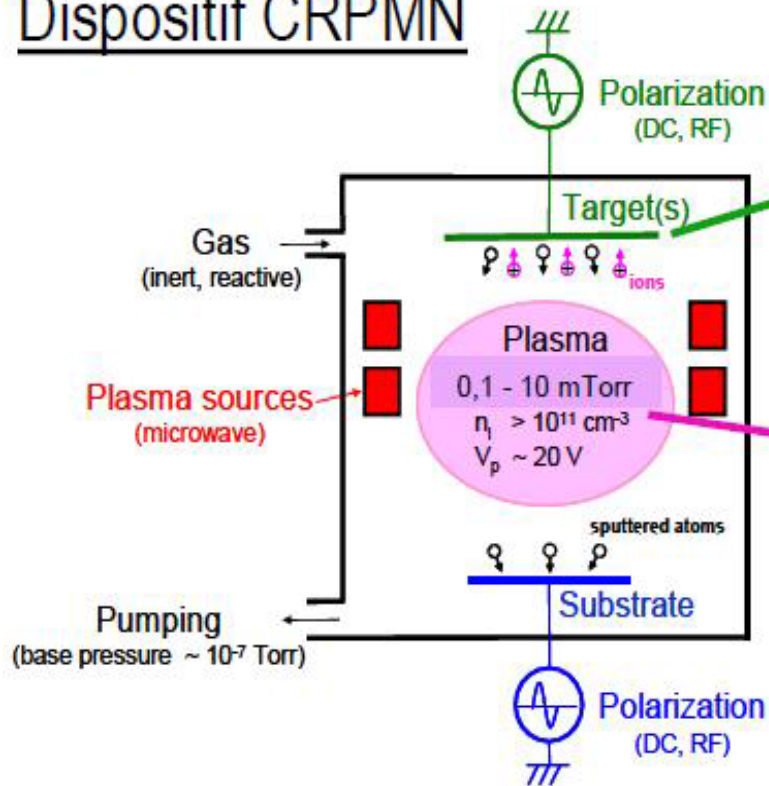 Dispositif CRPMN
Polarization
(DC, RF)
Target(s)
Gas
(inert, reactive)
ions
Plasma
0,1 - 10 mTorr
nᵢ > 10¹¹ cm⁻³
Vₚ ~ 20 V
Plasma sources
(microwave)
sputtered atoms
Substrate
Pumping
(base pressure ~ 10⁻⁷ Torr)
Polarization
(DC, RF)